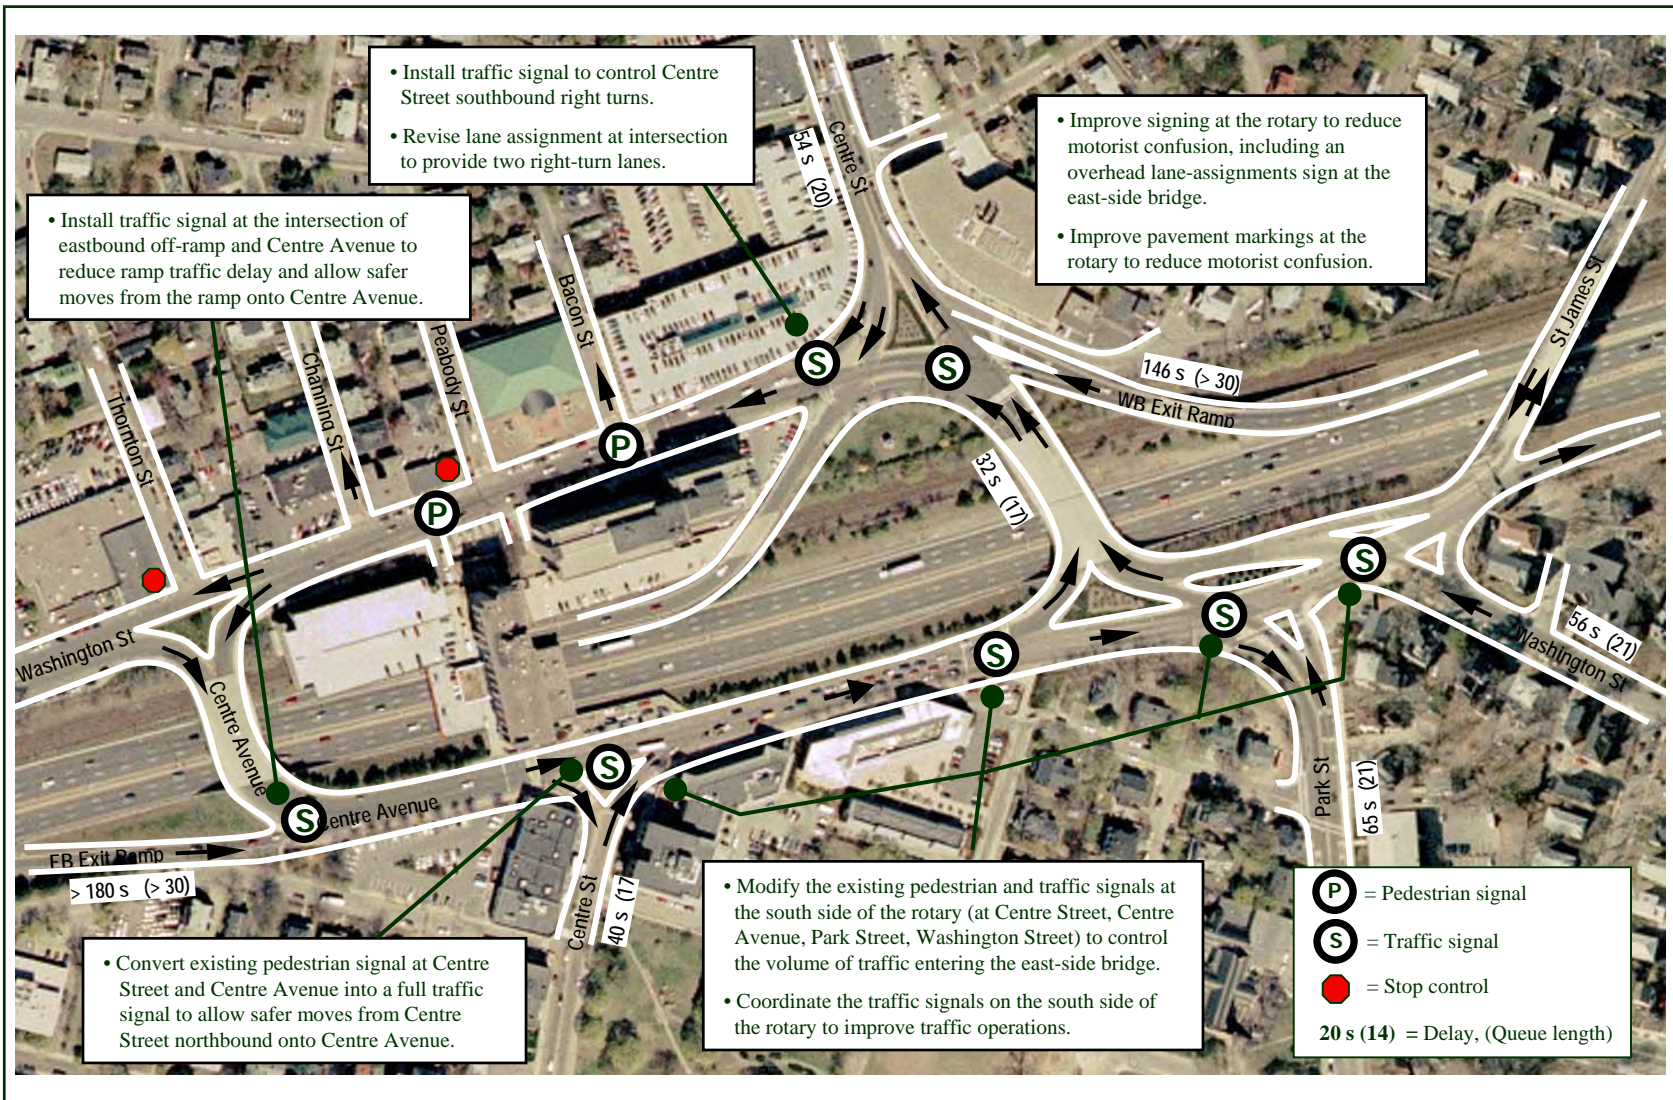 • Install traffic signal to control Centre
Street southbound right turns.
• Revise lane assignment at intersection
to provide two right-turn lanes.
• Improve signing at the rotary to reduce
motorist confusion, including an
overhead lane-assignments sign at the
east-side bridge.
• Improve pavement markings at the
rotary to reduce motorist confusion.
• Install traffic signal at the intersection of
eastbound off-ramp and Centre Avenue to
reduce ramp traffic delay and allow safer
moves from the ramp onto Centre Avenue.
54 s (20)
Centre St
St James St
Bacon St
Peabody St
Channing St
Thornton St
S
S
146 s (> 30)
WB Exit Ramp
P
32 s (17)
P
S
S
56 s (21)
Washington St
Washington St
S
Centre Avenue
S
Park St
65 s (21)
S
Centre Avenue
EB Exit Ramp
> 180 s (> 30)
Centre St
40 s (17
• Convert existing pedestrian signal at Centre
Street and Centre Avenue into a full traffic
signal to allow safer moves from Centre
Street northbound onto Centre Avenue.
• Modify the existing pedestrian and traffic signals at
the south side of the rotary (at Centre Street, Centre
Avenue, Park Street, Washington Street) to control
the volume of traffic entering the east-side bridge.
• Coordinate the traffic signals on the south side of
the rotary to improve traffic operations.
P = Pedestrian signal
S = Traffic signal
= Stop control
20 s (14) = Delay, (Queue length)